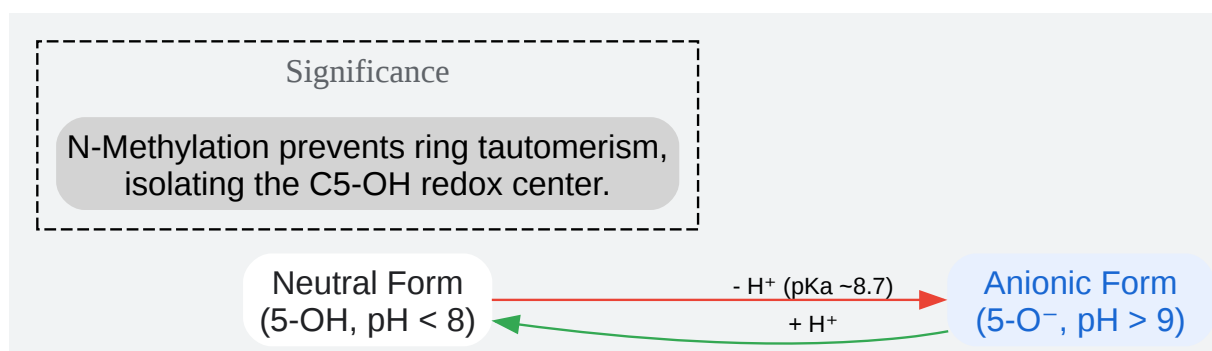 Significance
N-Methylation prevents ring tautomerism,
isolating the C5-OH redox center.
Neutral Form
(5-OH, pH < 8)
- H⁺ (pKa ~8.7)
+ H⁺
Anionic Form
(5-O⁻, pH > 9)